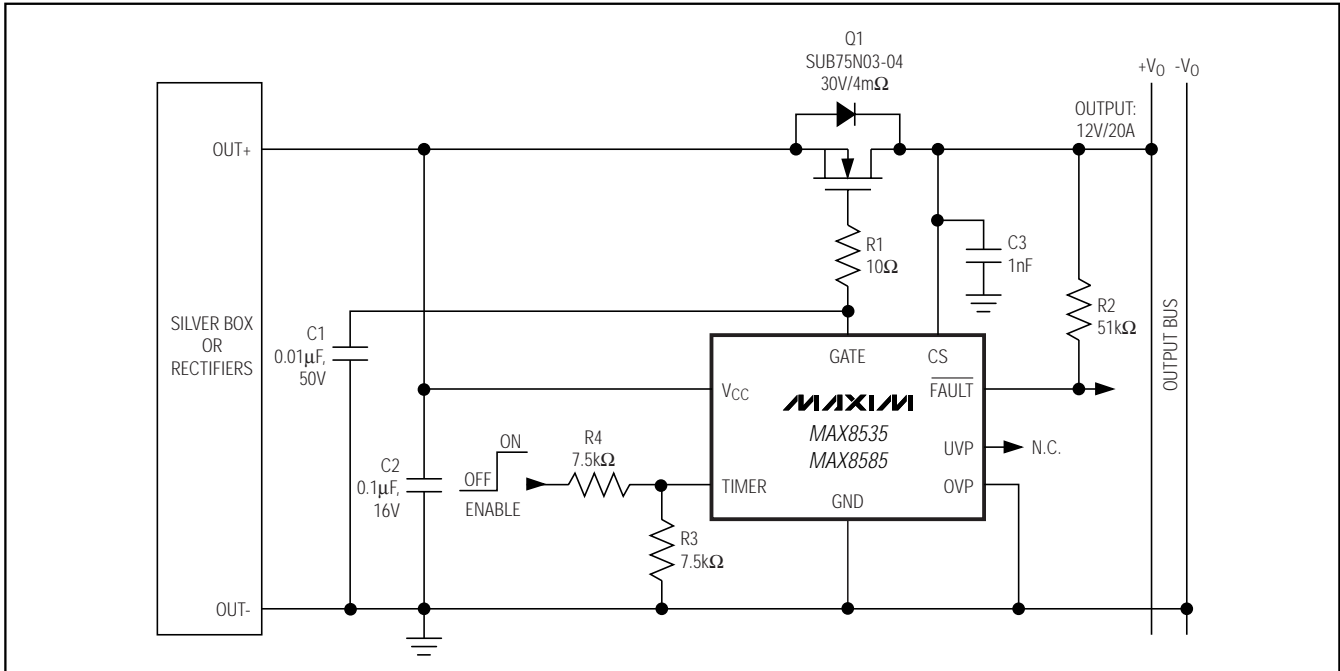 Q1
SUB75N03-04
30V/4mΩ
+VO -VO
OUTPUT:
12V/20A
OUT+
R1
10Ω
C3
1nF
R2
51kΩ
OUTPUT BUS
SILVER BOX
OR
RECTIFIERS
C1
0.01μF,
50V
GATE
CS
VCC
MAXIM
FAULT
MAX8535
MAX8585
UVP
N.C.
ON
R4
7.5kΩ
C2
0.1μF,
16V
OFF
ENABLE
TIMER
OVP
GND
R3
7.5kΩ
OUT-